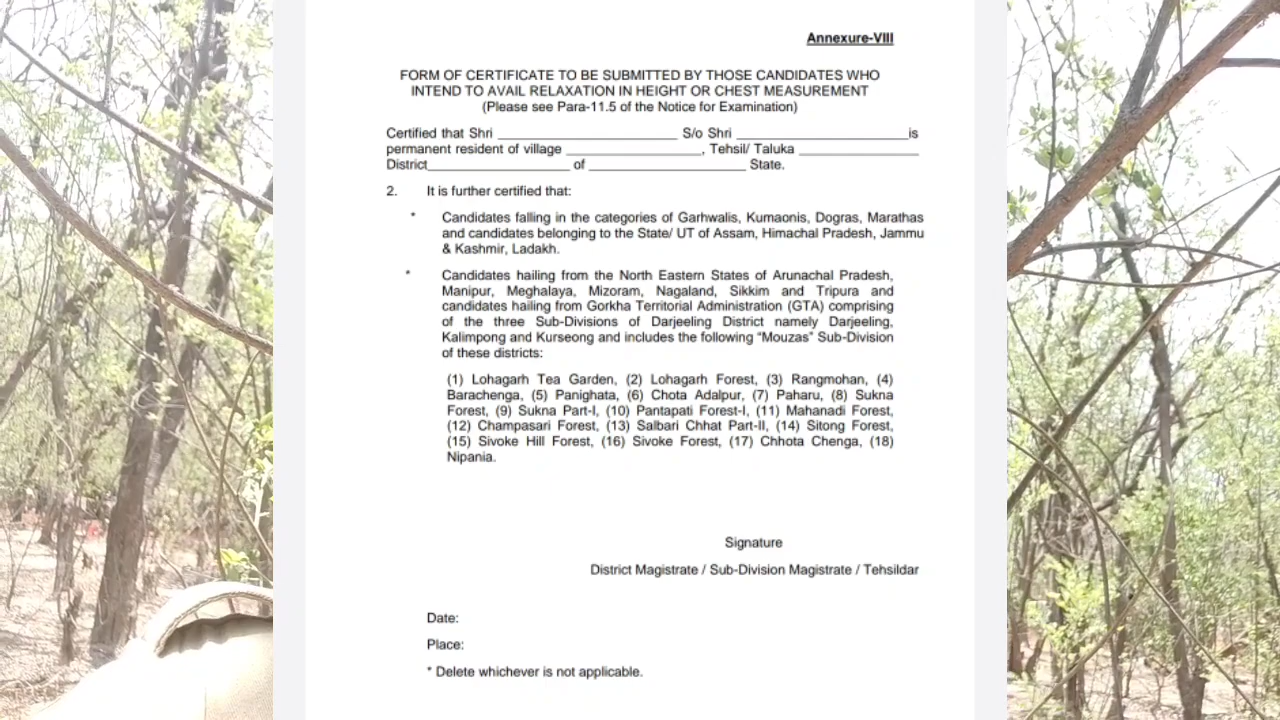 Annexure-VIII
FORM OF CERTIFICATE TO BE SUBMITTED BY THOSE CANDIDATES WHO
INTEND TO AVAIL RELAXATION IN HEIGHT OR CHEST MEASUREMENT
(Please see Para-11.5 of the Notice for Examination)
Certified that Shri ________________________ S/o Shri _______________________is
permanent resident of village __________________, Tehsil/ Taluka ________________
District___________________ of _____________________ State.
2. It is further certified that:
* Candidates falling in the categories of Garhwalis, Kumaonis, Dogras, Marathas
and candidates belonging to the State/ UT of Assam, Himachal Pradesh, Jammu
& Kashmir, Ladakh.
* Candidates hailing from the North Eastern States of Arunachal Pradesh,
Manipur, Meghalaya, Mizoram, Nagaland, Sikkim and Tripura and
candidates hailing from Gorkha Territorial Administration (GTA) comprising
of the three Sub-Divisions of Darjeeling District namely Darjeeling,
Kalimpong and Kurseong and includes the following “Mouzas” Sub-Division
of these districts:
(1) Lohagarh Tea Garden, (2) Lohagarh Forest, (3) Rangmohan, (4)
Barachenga, (5) Panighata, (6) Chota Adalpur, (7) Paharu, (8) Sukna
Forest, (9) Sukna Part-I, (10) Pantapati Forest-I, (11) Mahanadi Forest,
(12) Champasari Forest, (13) Salbari Chhat Part-II, (14) Sitong Forest,
(15) Sivoke Hill Forest, (16) Sivoke Forest, (17) Chhota Chenga, (18)
Nipania.
Signature
District Magistrate / Sub-Division Magistrate / Tehsildar
Date:
Place:
* Delete whichever is not applicable.